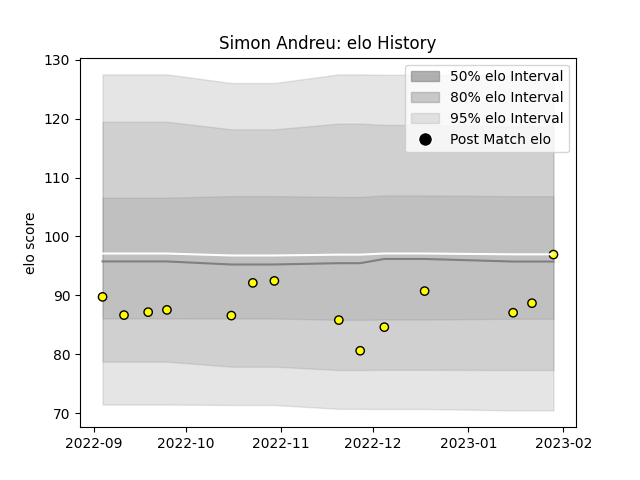 Simon Andreu: elo History
130
120
110
100
90
80
70
elo score
50% elo Interval
80% elo Interval
95% elo Interval
Post Match elo
2022-09
2022-10
2022-11
2022-12
2023-01
2023-02